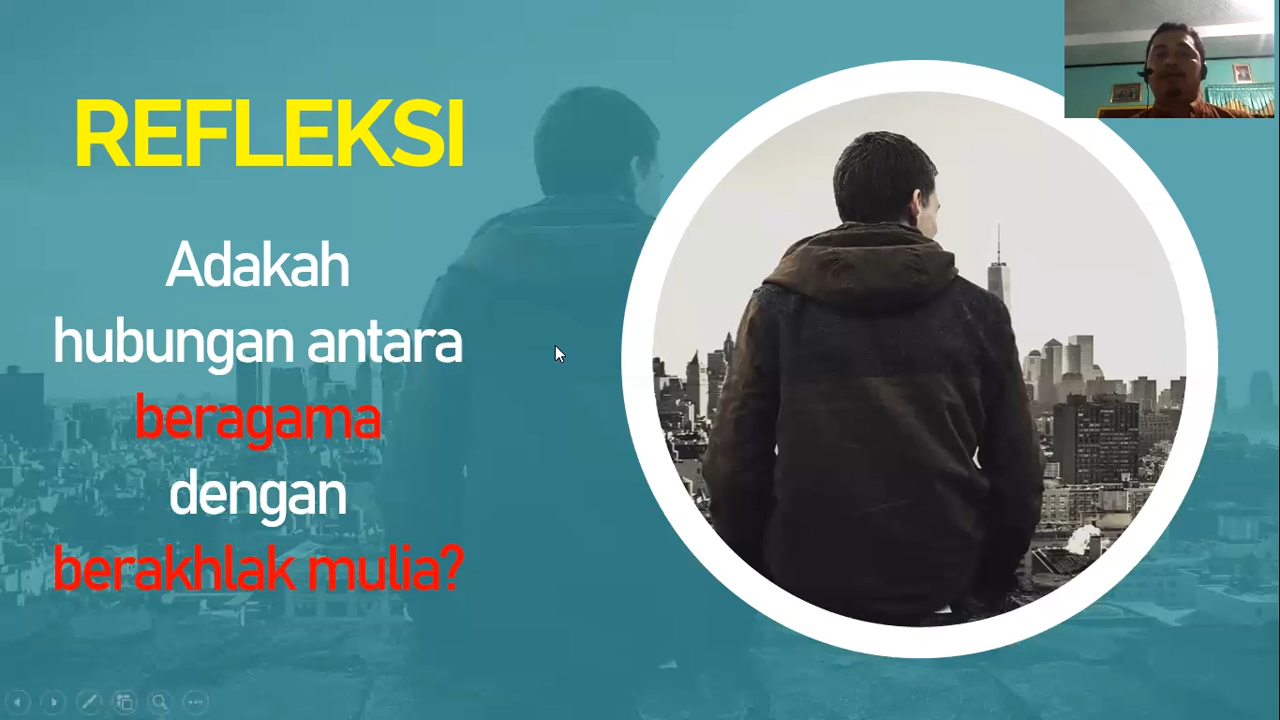 REFLEKSI
Adakah
hubungan antara
beragama
dengan
berakhlak mulia?